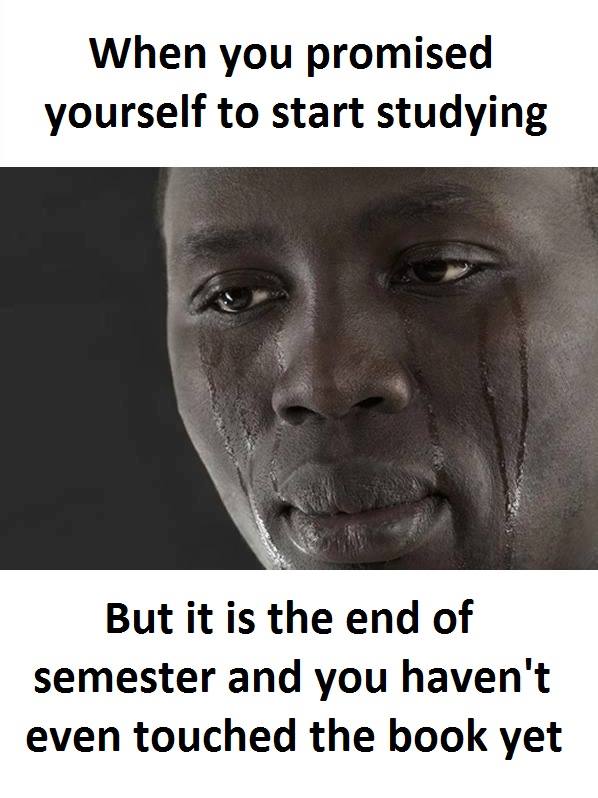 When you promised
yourself to start studying
But it is the end of
semester and you haven't
even touched the book yet